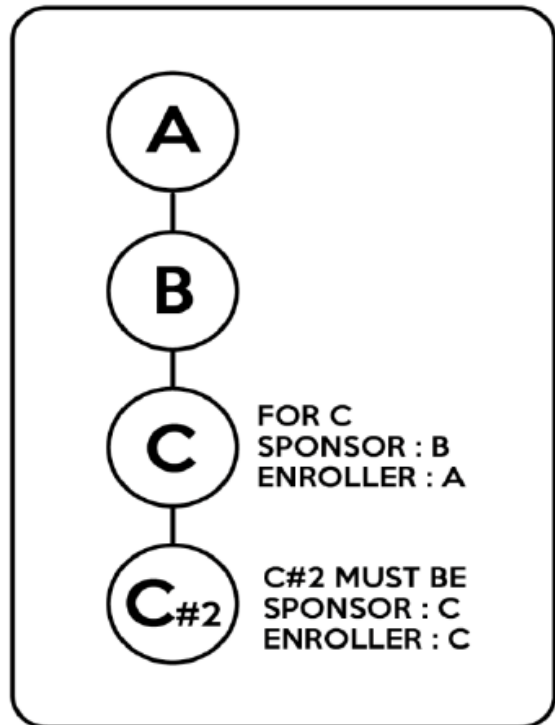 A
B
C
FOR C
SPONSOR : B
ENROLLER : A
C#2
C#2 MUST BE
SPONSOR : C
ENROLLER : C